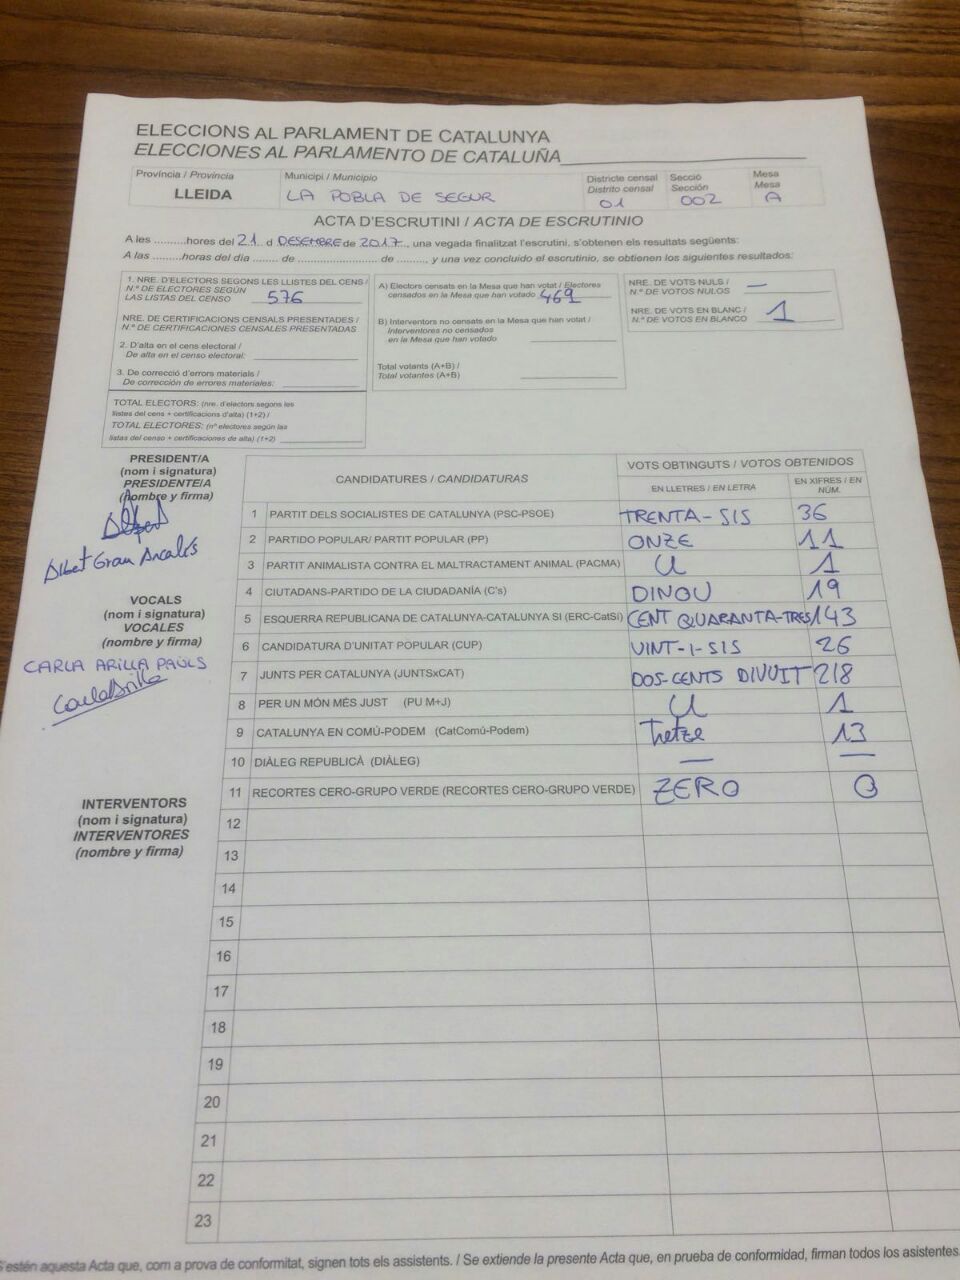 ELECCIONS AL PARLAMENT DE CATALUNYA
ELECCIONES AL PARLAMENTO DE CATALUÑA
Província / Provincia
LLEIDA
Municipi / Municipio
LA POBLA DE SEGUR
Districte censal
Distrito censal
01
Secció
Sección
002
Mesa
Mesa
A
ACTA D'ESCRUTINI / ACTA DE ESCRUTINIO
A les ..........hores del 21 d DESEMBRE de 2017, una vegada finalitzat l'escrutini, s'obtenen els resultats següents:
A las ..........horas del día ........ de ................. de ........, y una vez concluido el escrutinio, se obtienen los siguientes resultados:
1. NRE. D'ELECTORS SEGONS LES LLISTES DEL CENS /
N.º DE ELECTORES SEGÚN
LAS LISTAS DEL CENSO 576
NRE. DE CERTIFICACIONS CENSALS PRESENTADES /
N.º DE CERTIFICACIONES CENSALES PRESENTADAS
2. D'alta en el cens electoral /
De alta en el censo electoral:
3. De correcció d'errors materials /
De corrección de errores materiales:
TOTAL ELECTORS: (nre. d'electors segons les
llistes del cens + certificacions d'alta) (1+2) /
TOTAL ELECTORES: (nº electores según las
listas del censo + certificaciones de alta) (1+2)
A) Electors censats en la Mesa que han votat / Electores
censados en la Mesa que han votado 469
B) Interventors no censats en la Mesa que han votat /
Interventores no censados
en la Mesa que han votado
Total votants (A+B) /
Total votantes (A+B)
NRE. DE VOTS NULS /
N.º DE VOTOS NULOS —
NRE. DE VOTS EN BLANC /
N.º DE VOTOS EN BLANCO 1
PRESIDENT/A
(nom i signatura)
PRESIDENTE/A
(nombre y firma)
Albet Grau Ancalés
VOCALS
(nom i signatura)
VOCALES
(nombre y firma)
CARLA ARILLA PAÜLS
Carla Arilla
INTERVENTORS
(nom i signatura)
INTERVENTORES
(nombre y firma)
CANDIDATURES / CANDIDATURAS
VOTS OBTINGUTS / VOTOS OBTENIDOS
EN LLETRES / EN LETRA
EN XIFRES / EN
NÚM.
1 PARTIT DELS SOCIALISTES DE CATALUNYA (PSC-PSOE) TRENTA-SIS 36
2 PARTIDO POPULAR/ PARTIT POPULAR (PP) ONZE 11
3 PARTIT ANIMALISTA CONTRA EL MALTRACTAMENT ANIMAL (PACMA) U 1
4 CIUTADANS-PARTIDO DE LA CIUDADANÍA (C's) DINOU 19
5 ESQUERRA REPUBLICANA DE CATALUNYA-CATALUNYA SI (ERC-CatSí) CENT QUARANTA-TRES 143
6 CANDIDATURA D'UNITAT POPULAR (CUP) VINT-I-SIS 26
7 JUNTS PER CATALUNYA (JUNTSxCAT) DOS-CENTS DIVUIT 218
8 PER UN MÓN MÉS JUST (PU M+J) U 1
9 CATALUNYA EN COMÚ-PODEM (CatComú-Podem) Tretze 13
10 DIÀLEG REPUBLICÀ (DIÀLEG) — —
11 RECORTES CERO-GRUPO VERDE (RECORTES CERO-GRUPO VERDE) ZERO 0
12
13
14
15
16
17
18
19
20
21
22
23
S'estén aquesta Acta que, com a prova de conformitat, signen tots els assistents. / Se extiende la presente Acta que, en prueba de conformidad, firman todos los asistentes.